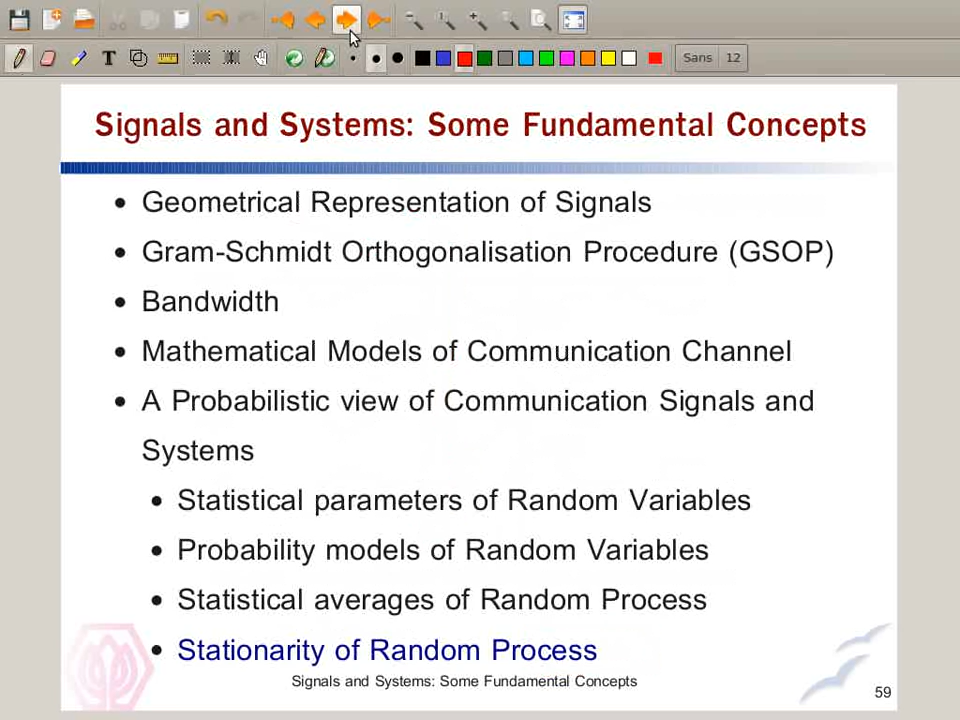 Sans 12
Signals and Systems: Some Fundamental Concepts
• Geometrical Representation of Signals
• Gram-Schmidt Orthogonalisation Procedure (GSOP)
• Bandwidth
• Mathematical Models of Communication Channel
• A Probabilistic view of Communication Signals and
Systems
• Statistical parameters of Random Variables
• Probability models of Random Variables
• Statistical averages of Random Process
• Stationarity of Random Process
Signals and Systems: Some Fundamental Concepts
59